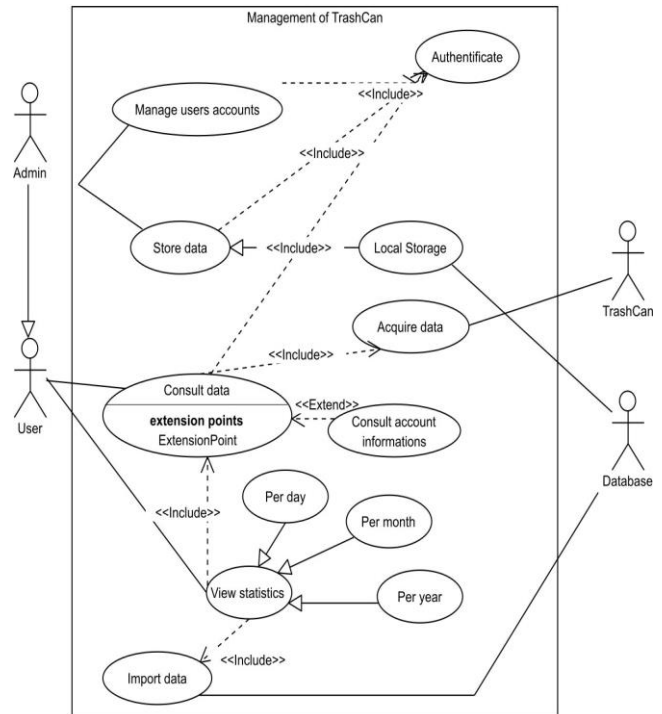 Management of TrashCan
Authentificate
<<Include>>
Manage users accounts
Admin
<<Include>>
Store data
<<Include>>
Local Storage
TrashCan
Acquire data
<<Include>>
User
Consult data
<<Extend>>
extension points
ExtensionPoint
Consult account
informations
Database
Per day
<<Include>>
Per month
View statistics
Per year
<<Include>>
Import data